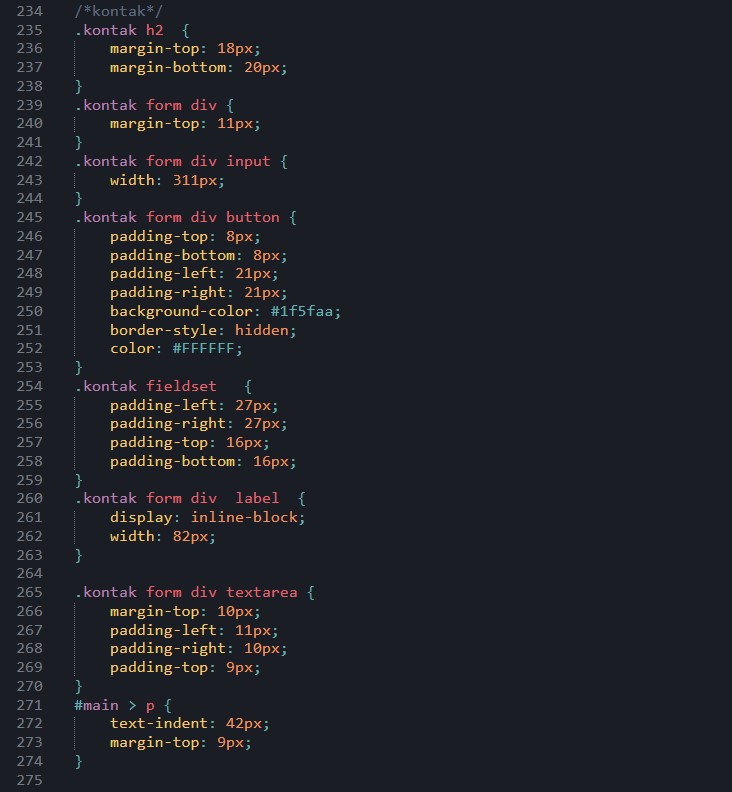 234 /*kontak*/
235 .kontak h2  {
236     margin-top: 18px;
237     margin-bottom: 20px;
238 }
239 .kontak form div {
240     margin-top: 11px;
241 }
242 .kontak form div input {
243     width: 311px;
244 }
245 .kontak form div button {
246     padding-top: 8px;
247     padding-bottom: 8px;
248     padding-left: 21px;
249     padding-right: 21px;
250     background-color: #1f5faa;
251     border-style: hidden;
252     color: #FFFFFF;
253 }
254 .kontak fieldset   {
255     padding-left: 27px;
256     padding-right: 27px;
257     padding-top: 16px;
258     padding-bottom: 16px;
259 }
260 .kontak form div  label  {
261     display: inline-block;
262     width: 82px;
263 }
264
265 .kontak form div textarea {
266     margin-top: 10px;
267     padding-left: 11px;
268     padding-right: 10px;
269     padding-top: 9px;
270 }
271 #main > p {
272     text-indent: 42px;
273     margin-top: 9px;
274 }
275